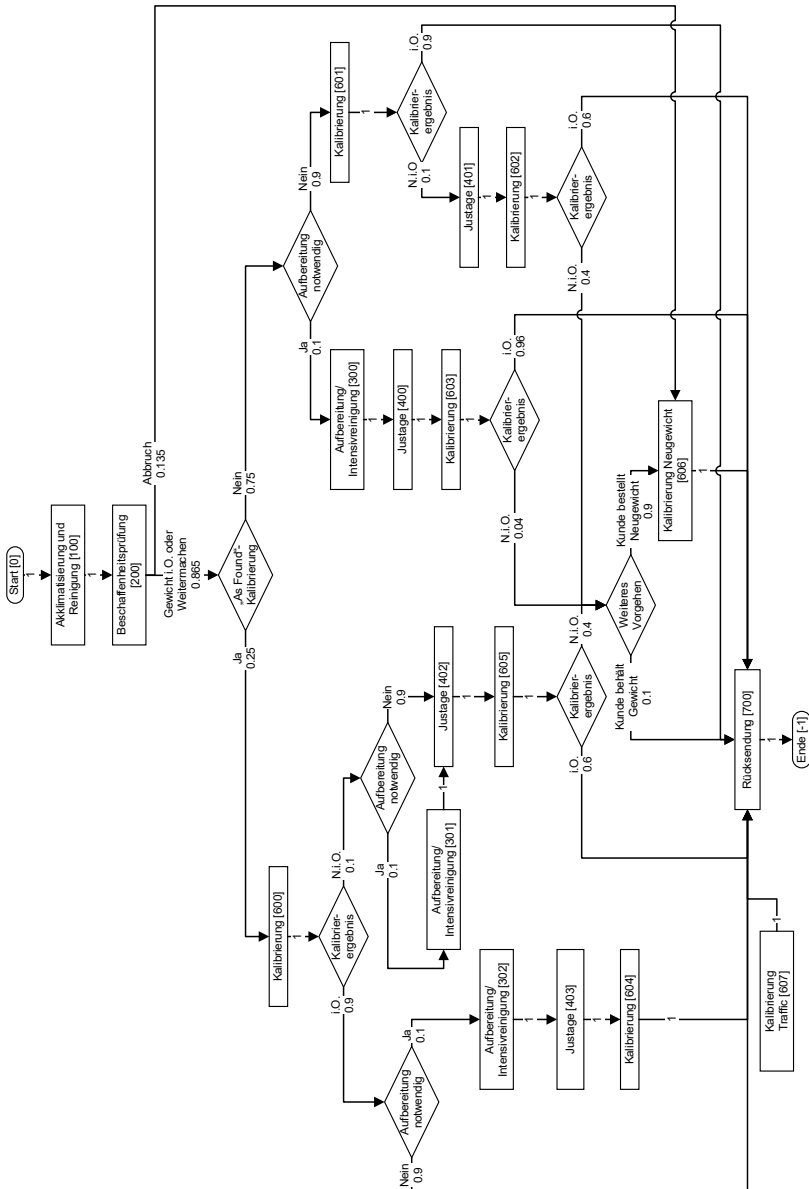 Start [0]
1
Akklimatisierung und
Reinigung [100]
1
Beschaffenheitsprüfung
[200]
Abbruch
0.135
Gewicht i.O. oder
Weitermachen
0.865
„As Found“-
Kalibrierung
Ja
0.25
Nein
0.75
Aufbereitung
notwendig
Ja
0.1
Nein
0.9
Kalibrierung [601]
1
Kalibrier-
ergebnis
i.O.
0.9
N.i.O
0.1
Justage [401]
1
Kalibrierung [602]
1
Kalibrier-
ergebnis
i.O.
0.6
N.i.O.
0.4
Aufbereitung/
Intensivreinigung [300]
1
Justage [400]
1
Kalibrierung [603]
1
Kalibrier-
ergebnis
i.O.
0.96
N.i.O.
0.04
Kalibrierung [600]
1
Kalibrier-
ergebnis
i.O.
0.9
N.i.O.
0.1
Aufbereitung
notwendig
Ja
0.1
Nein
0.9
Aufbereitung/
Intensivreinigung [301]
1
Justage [402]
1
Kalibrierung [605]
1
Kalibrier-
ergebnis
i.O.
0.6
N.i.O.
0.4
Aufbereitung
notwendig
Nein
0.9
Ja
0.1
Aufbereitung/
Intensivreinigung [302]
1
Justage [403]
1
Kalibrierung [604]
1
Weiteres
Vorgehen
Kunde behält
Gewicht
0.1
Kunde bestellt
Neugewicht
0.9
Kalibrierung Neugewicht
[606]
1
Kalibrierung
Traffic [607]
1
Rücksendung [700]
1
Ende [-1]